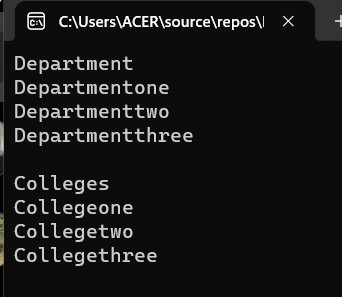 C:\Users\ACER\source\repos\
Department
Departmentone
Departmenttwo
Departmentthree
Colleges
Collegeone
Collegetwo
Collegethree